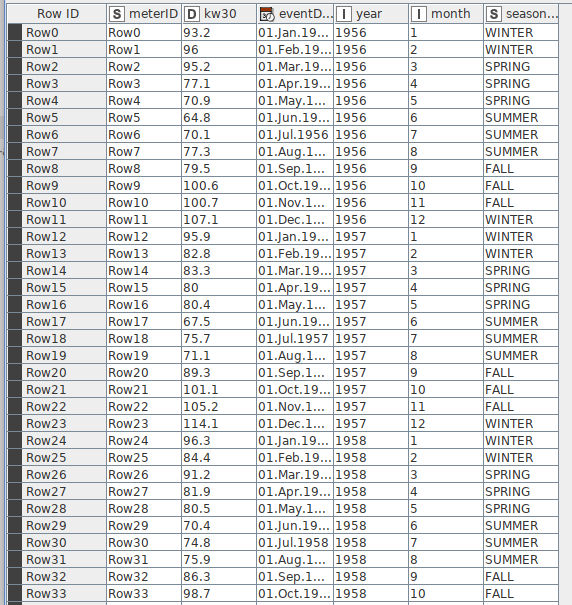 Row ID S meterID D kw30 eventD... I year I month S season...
Row0 Row0 93.2 01.Jan.19... 1956 1 WINTER
Row1 Row1 96 01.Feb.19... 1956 2 WINTER
Row2 Row2 95.2 01.Mar.19... 1956 3 SPRING
Row3 Row3 77.1 01.Apr.19... 1956 4 SPRING
Row4 Row4 70.9 01.May.1... 1956 5 SPRING
Row5 Row5 64.8 01.Jun.19... 1956 6 SUMMER
Row6 Row6 70.1 01.Jul.1956 1956 7 SUMMER
Row7 Row7 77.3 01.Aug.1... 1956 8 SUMMER
Row8 Row8 79.5 01.Sep.1... 1956 9 FALL
Row9 Row9 100.6 01.Oct.19... 1956 10 FALL
Row10 Row10 100.7 01.Nov.1... 1956 11 FALL
Row11 Row11 107.1 01.Dec.1... 1956 12 WINTER
Row12 Row12 95.9 01.Jan.19... 1957 1 WINTER
Row13 Row13 82.8 01.Feb.19... 1957 2 WINTER
Row14 Row14 83.3 01.Mar.19... 1957 3 SPRING
Row15 Row15 80 01.Apr.19... 1957 4 SPRING
Row16 Row16 80.4 01.May.1... 1957 5 SPRING
Row17 Row17 67.5 01.Jun.19... 1957 6 SUMMER
Row18 Row18 75.7 01.Jul.1957 1957 7 SUMMER
Row19 Row19 71.1 01.Aug.1... 1957 8 SUMMER
Row20 Row20 89.3 01.Sep.1... 1957 9 FALL
Row21 Row21 101.1 01.Oct.19... 1957 10 FALL
Row22 Row22 105.2 01.Nov.1... 1957 11 FALL
Row23 Row23 114.1 01.Dec.1... 1957 12 WINTER
Row24 Row24 96.3 01.Jan.19... 1958 1 WINTER
Row25 Row25 84.4 01.Feb.19... 1958 2 WINTER
Row26 Row26 91.2 01.Mar.19... 1958 3 SPRING
Row27 Row27 81.9 01.Apr.19... 1958 4 SPRING
Row28 Row28 80.5 01.May.1... 1958 5 SPRING
Row29 Row29 70.4 01.Jun.19... 1958 6 SUMMER
Row30 Row30 74.8 01.Jul.1958 1958 7 SUMMER
Row31 Row31 75.9 01.Aug.1... 1958 8 SUMMER
Row32 Row32 86.3 01.Sep.1... 1958 9 FALL
Row33 Row33 98.7 01.Oct.19... 1958 10 FALL